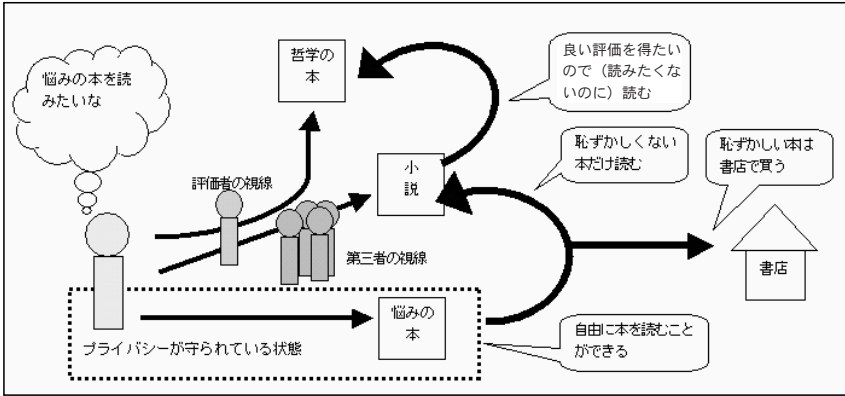 悩みの本を読
みたいな
哲学の
本
良い評価を得たい
ので（読みたくな
いのに）読む
恥ずかしくない
本だけ読む
恥ずかしい本は
書店で買う
評価者の視線
小
説
第三者の視線
書店
悩みの
本
プライバシーが守られている状態
自由に本を読むこと
ができる